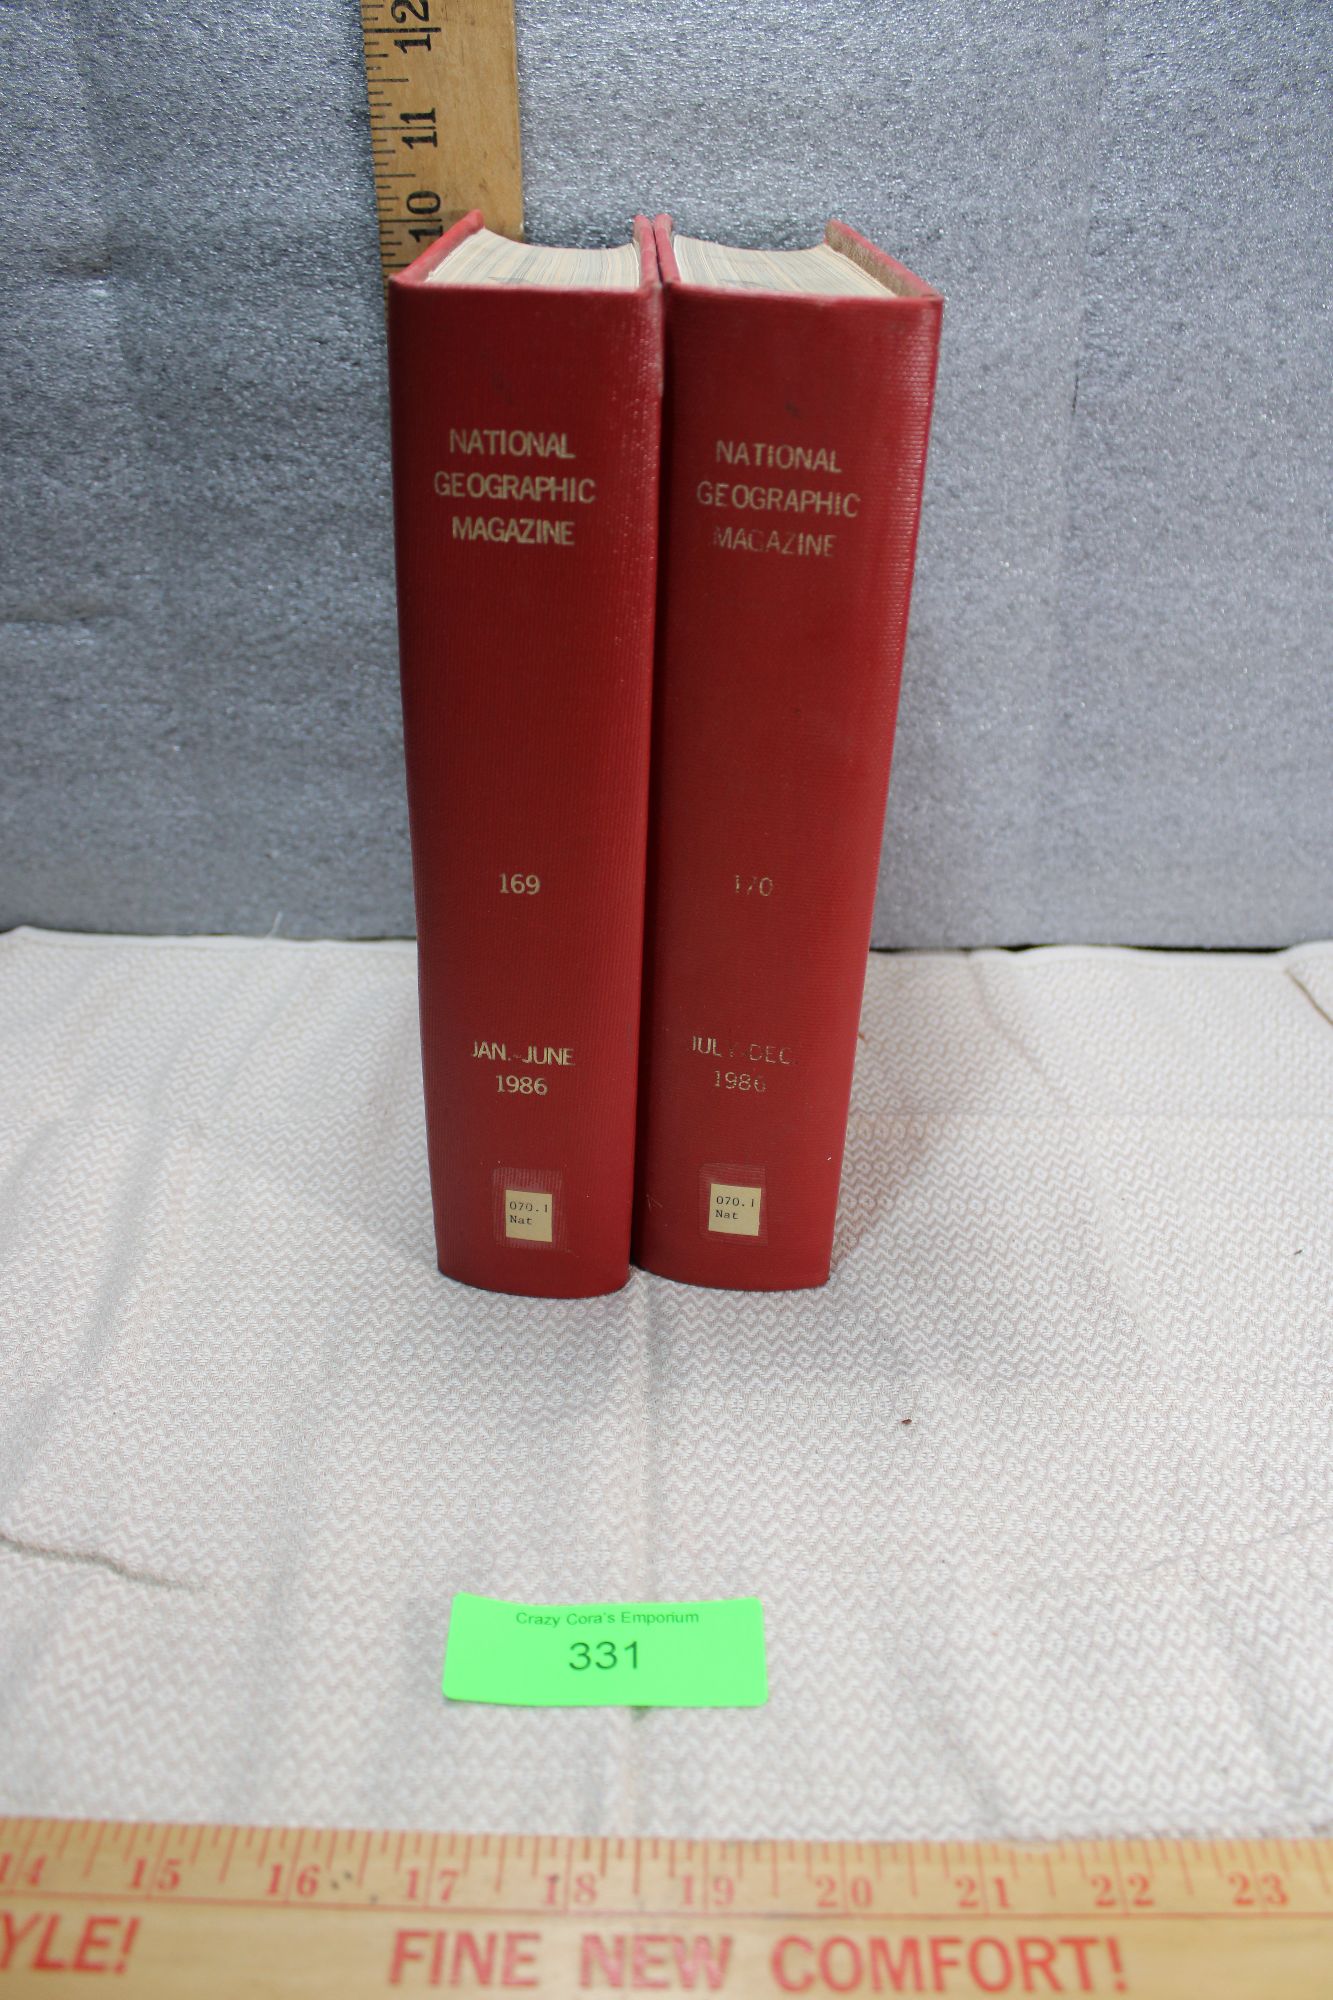 12
11
10
NATIONAL
GEOGRAPHIC
MAGAZINE
169
JAN.-JUNE
1986
070.1
Nat
NATIONAL
GEOGRAPHIC
MAGAZINE
170
JULY-DEC.
1986
070.1
Nat
Crazy Cora's Emporium
331
14 15 16 17 18 19 20 21 22 23
YLE! FINE NEW COMFORT!